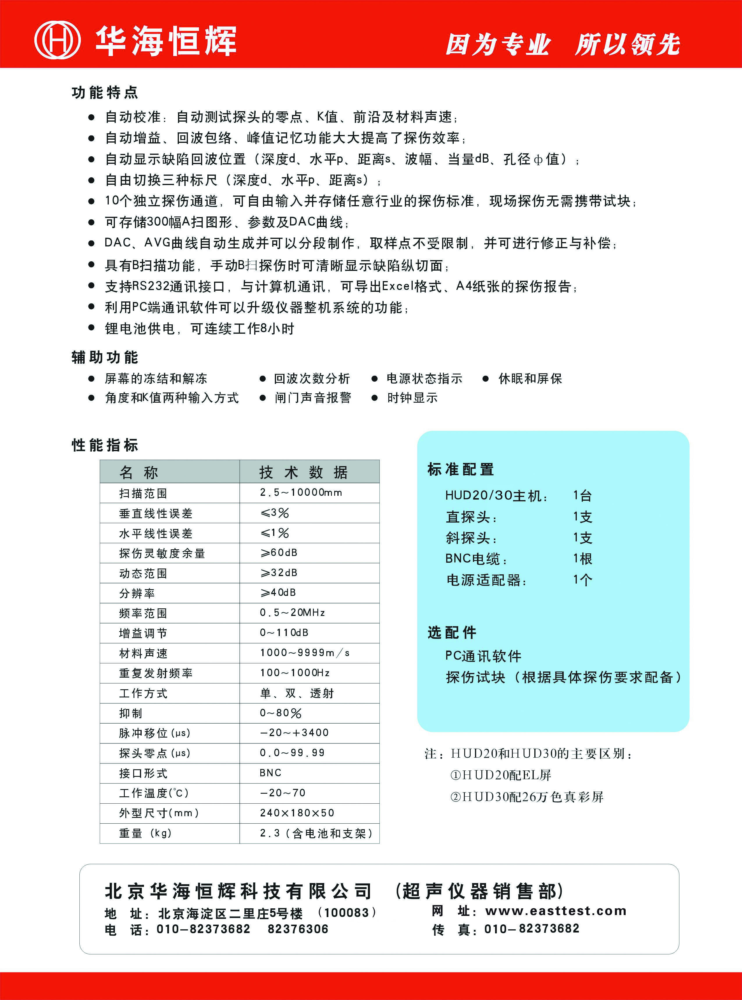 华海恒辉
因为专业 所以领先
功能特点
● 自动校准：自动测试探头的零点、K值、前沿及材料声速；
● 自动增益、回波包络、峰值记忆功能大大提高了探伤效率；
● 自动显示缺陷回波位置（深度d、水平p、距离s、波幅、当量dB、孔径ф值）；
● 自由切换三种标尺（深度d、水平p、距离s）；
● 10个独立探伤通道，可自由输入并存储任意行业的探伤标准，现场探伤无需携带试块；
● 可存储300幅A扫图形、参数及DAC曲线；
● DAC、AVG曲线自动生成并可以分段制作，取样点不受限制，并可进行修正与补偿；
● 具有B扫描功能，手动B扫探伤时可清晰显示缺陷纵切面；
● 支持RS232通讯接口，与计算机通讯，可导出Excel格式、A4纸张的探伤报告；
● 利用PC端通讯软件可以升级仪器整机系统的功能；
● 锂电池供电，可连续工作8小时
辅助功能
● 屏幕的冻结和解冻 ● 回波次数分析 ● 电源状态指示 ● 休眠和屏保
● 角度和K值两种输入方式 ● 闸门声音报警 ● 时钟显示
性能指标
名称 技术数据
扫描范围 2.5~10000mm
垂直线性误差 ≤3%
水平线性误差 ≤1%
探伤灵敏度余量 ≥60dB
动态范围 ≥32dB
分辨率 ≥40dB
频率范围 0.5~20MHz
增益调节 0~110dB
材料声速 1000~9999m/s
重复发射频率 100~1000Hz
工作方式 单、双、透射
抑制 0~80%
脉冲移位(μs) -20~+3400
探头零点(μs) 0.0~99.99
接口形式 BNC
工作温度(℃) -20~70
外型尺寸(mm) 240×180×50
重量 (kg) 2.3（含电池和支架）
标准配置
HUD20/30主机： 1台
直探头： 1支
斜探头： 1支
BNC电缆： 1根
电源适配器： 1个
选配件
PC通讯软件
探伤试块（根据具体探伤要求配备）
注：HUD20和HUD30的主要区别：
①HUD20配EL屏
②HUD30配26万色真彩屏
北京华海恒辉科技有限公司 (超声仪器销售部)
地 址：北京海淀区二里庄5号楼 （100083） 网 址：www.easttest.com
电 话：010-82373682 82376306 传 真：010-82373682